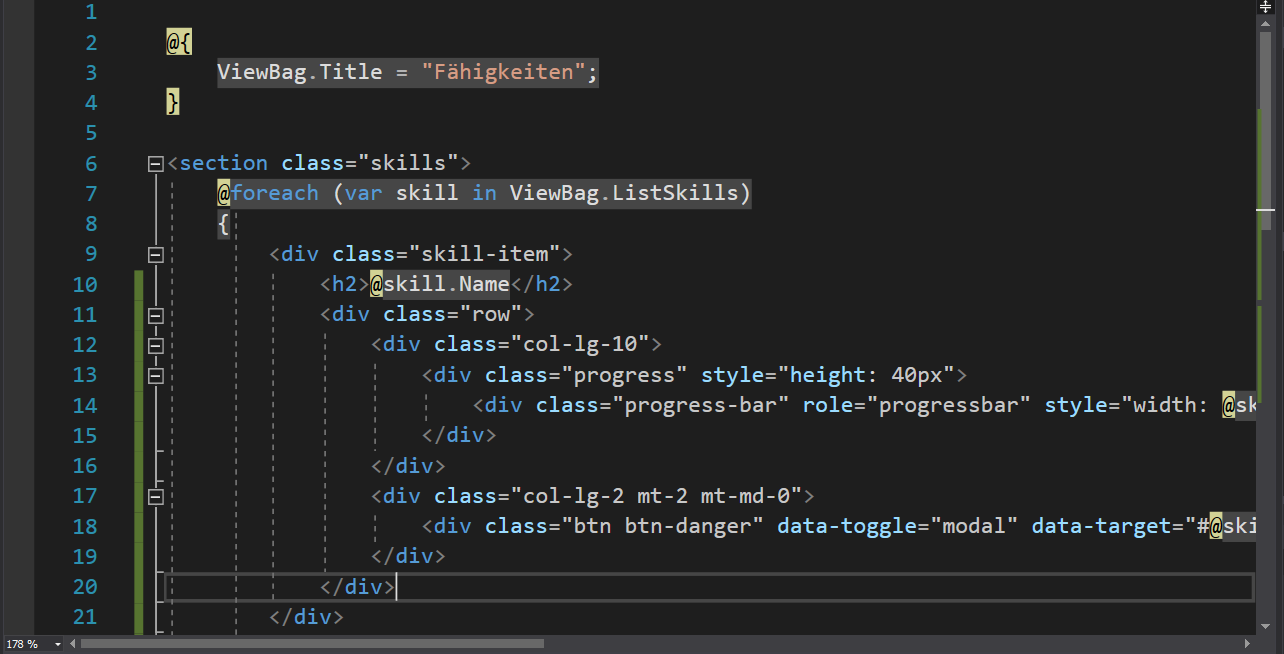 1
2 @{
3 ViewBag.Title = "Fähigkeiten";
4 }
5
6 <section class="skills">
7 @foreach (var skill in ViewBag.ListSkills)
8 {
9 <div class="skill-item">
10 <h2>@skill.Name</h2>
11 <div class="row">
12 <div class="col-lg-10">
13 <div class="progress" style="height: 40px">
14 <div class="progress-bar" role="progressbar" style="width: @sk
15 </div>
16 </div>
17 <div class="col-lg-2 mt-2 mt-md-0">
18 <div class="btn btn-danger" data-toggle="modal" data-target="#@ski
19 </div>
20 </div>
21 </div>
178 %